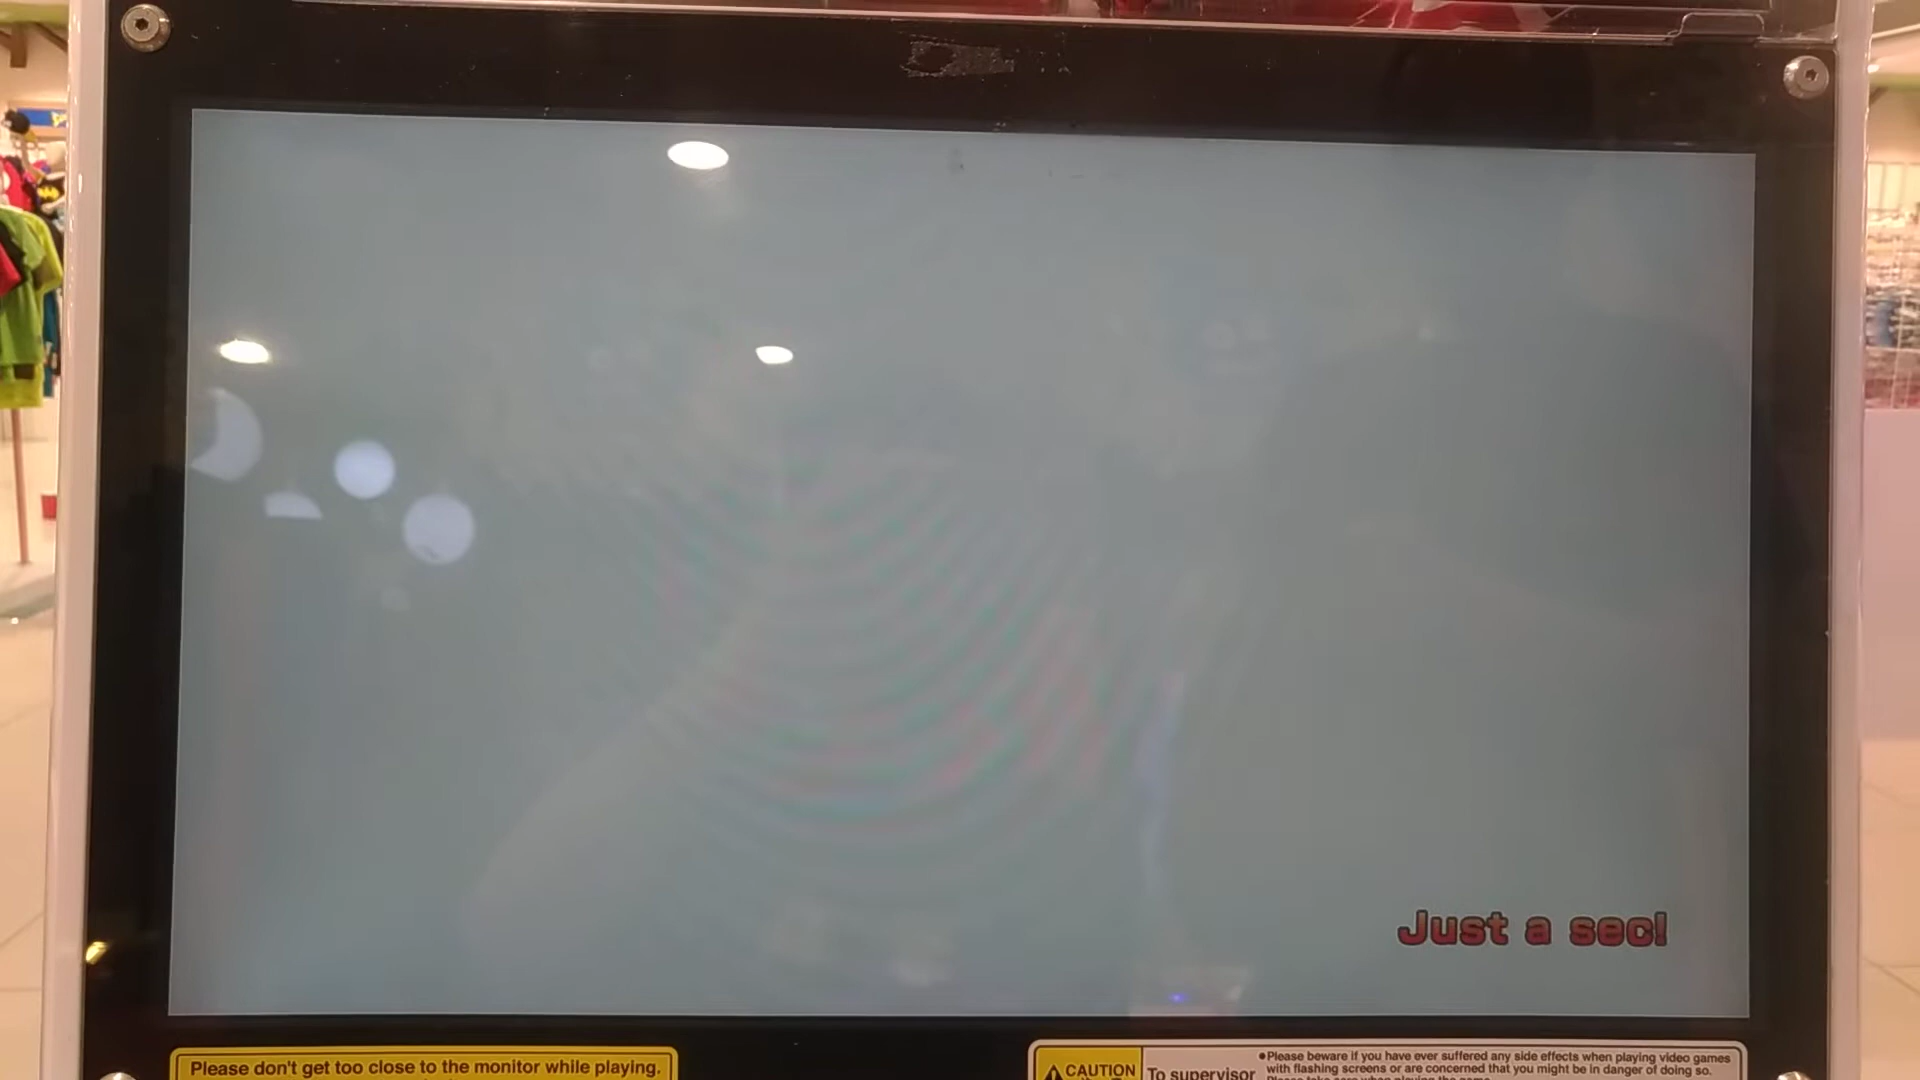 Just a sec!
Please don't get too close to the monitor while playing.
CAUTION
To supervisor
•Please beware if you have ever suffered any side effects when playing video games
with flashing screens or are concerned that you might be in danger of doing so.